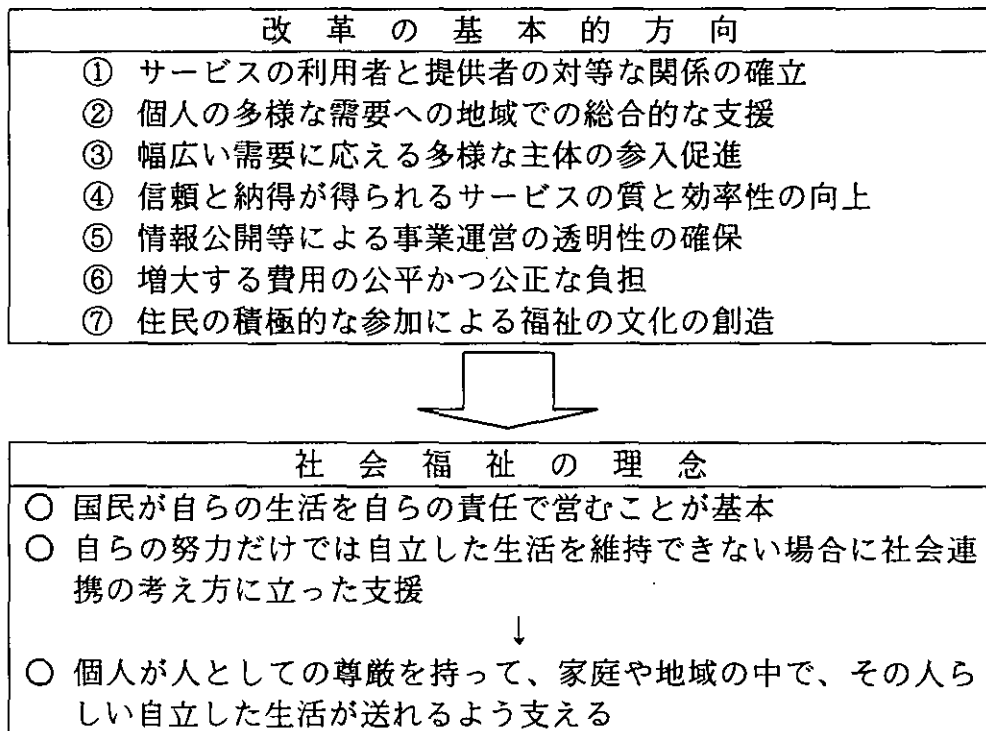 改革の基本的方向
① サービスの利用者と提供者の対等な関係の確立
② 個人の多様な需要への地域での総合的な支援
③ 幅広い需要に応える多様な主体の参入促進
④ 信頼と納得が得られるサービスの質と効率性の向上
⑤ 情報公開等による事業運営の透明性の確保
⑥ 増大する費用の公平かつ公正な負担
⑦ 住民の積極的な参加による福祉の文化の創造
社会福祉の理念
○ 国民が自らの生活を自らの責任で営むことが基本
○ 自らの努力だけでは自立した生活を維持できない場合に社会連
携の考え方に立った支援
↓
○ 個人が人としての尊厳を持って、家庭や地域の中で、その人ら
しい自立した生活が送れるよう支える